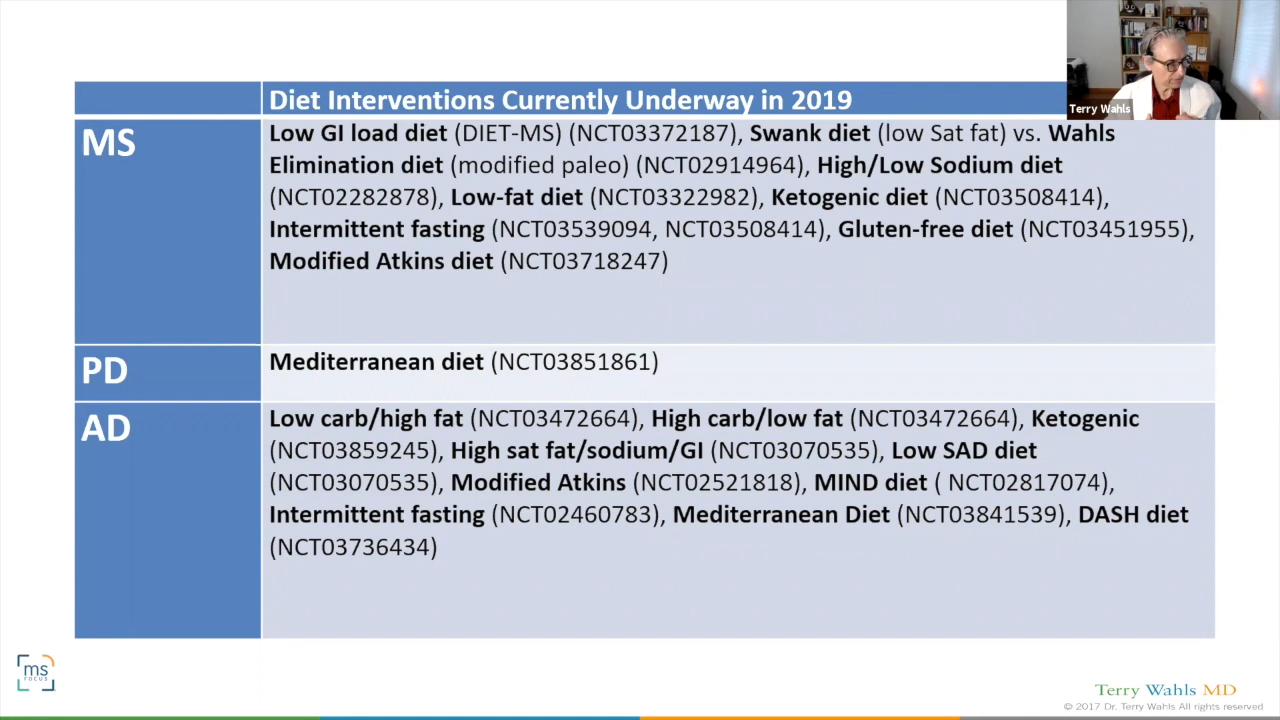 Terry Wahls
Diet Interventions Currently Underway in 2019
MS
Low GI load diet (DIET-MS) (NCT03372187), Swank diet (low Sat fat) vs. Wahls
Elimination diet (modified paleo) (NCT02914964), High/Low Sodium diet
(NCT02282878), Low-fat diet (NCT03322982), Ketogenic diet (NCT03508414),
Intermittent fasting (NCT03539094, NCT03508414), Gluten-free diet (NCT03451955),
Modified Atkins diet (NCT03718247)
PD
Mediterranean diet (NCT03851861)
AD
Low carb/high fat (NCT03472664), High carb/low fat (NCT03472664), Ketogenic
(NCT03859245), High sat fat/sodium/GI (NCT03070535), Low SAD diet
(NCT03070535), Modified Atkins (NCT02521818), MIND diet ( NCT02817074),
Intermittent fasting (NCT02460783), Mediterranean Diet (NCT03841539), DASH diet
(NCT03736434)
ms
FOCUS
Terry Wahls MD
© 2017 Dr. Terry Wahls All rights reserved